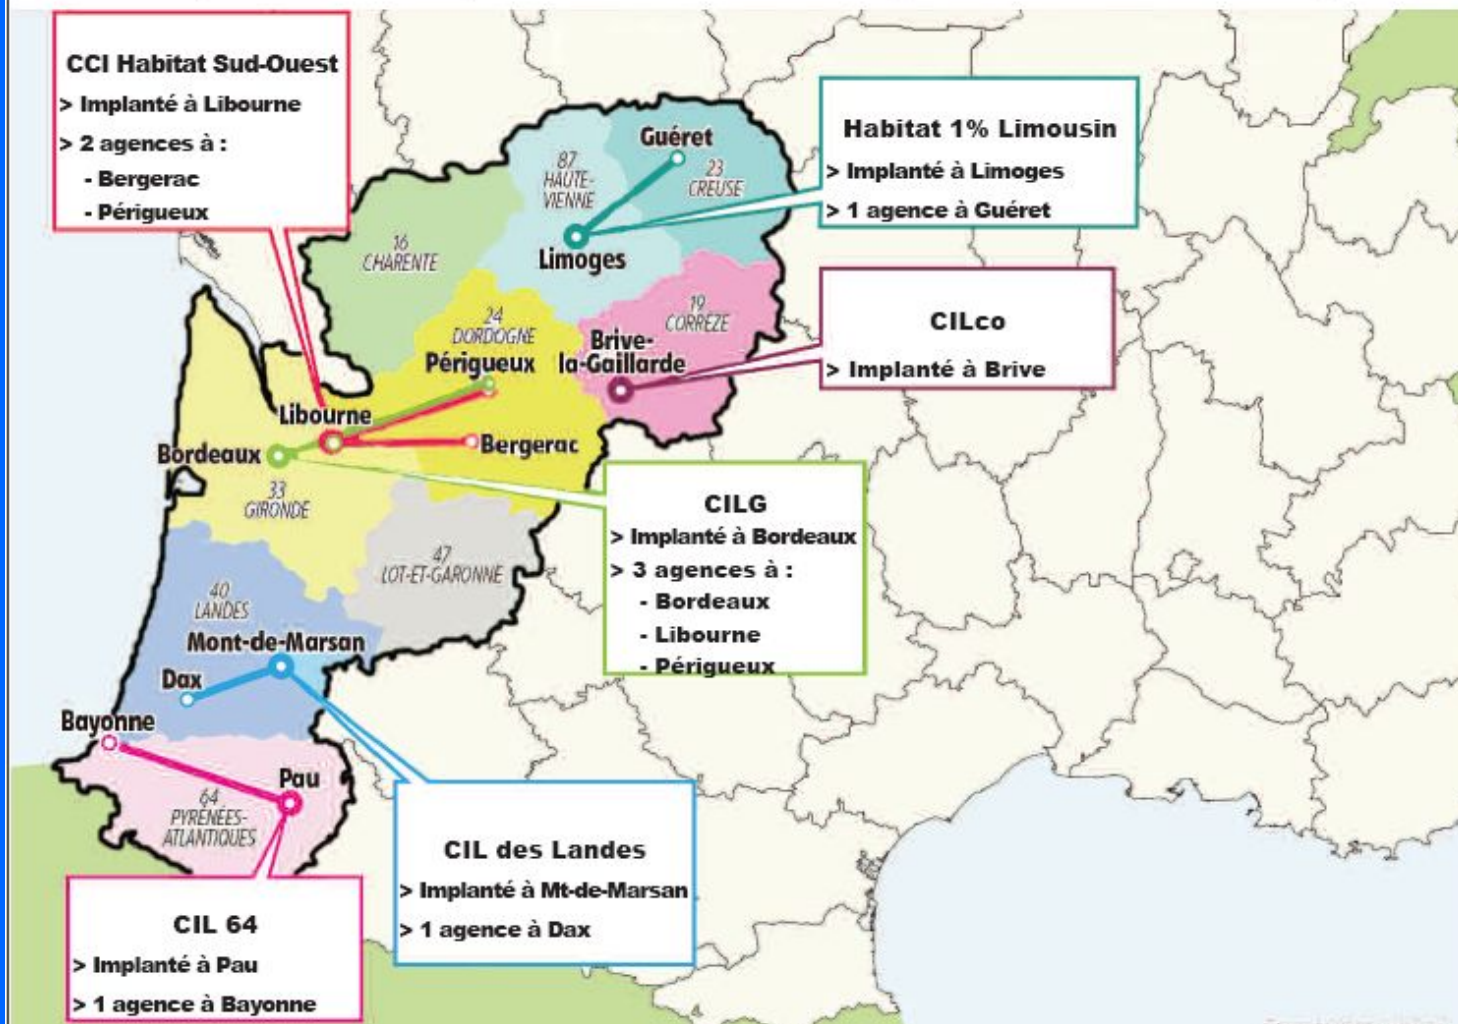 CCI Habitat Sud-Ouest
> Implanté à Libourne
> 2 agences à :
- Bergerac
- Périgueux
Habitat 1% Limousin
> Implanté à Limoges
> 1 agence à Guéret
CILco
> Implanté à Brive
CILG
> Implanté à Bordeaux
> 3 agences à :
- Bordeaux
- Libourne
- Périgueux
CIL des Landes
> Implanté à Mt-de-Marsan
> 1 agence à Dax
CIL 64
> Implanté à Pau
> 1 agence à Bayonne
Guéret
87
HAUTE-
VIENNE
23
CREUSE
Limoges
16
CHARENTE
24
DORDOGNE
Périgueux
19
CORRÈZE
Brive-
la-Gaillarde
Libourne
Bergerac
Bordeaux
33
GIRONDE
47
LOT-ET-GARONNE
40
LANDES
Mont-de-Marsan
Dax
Bayonne
Pau
64
PYRÉNÉES-
ATLANTIQUES